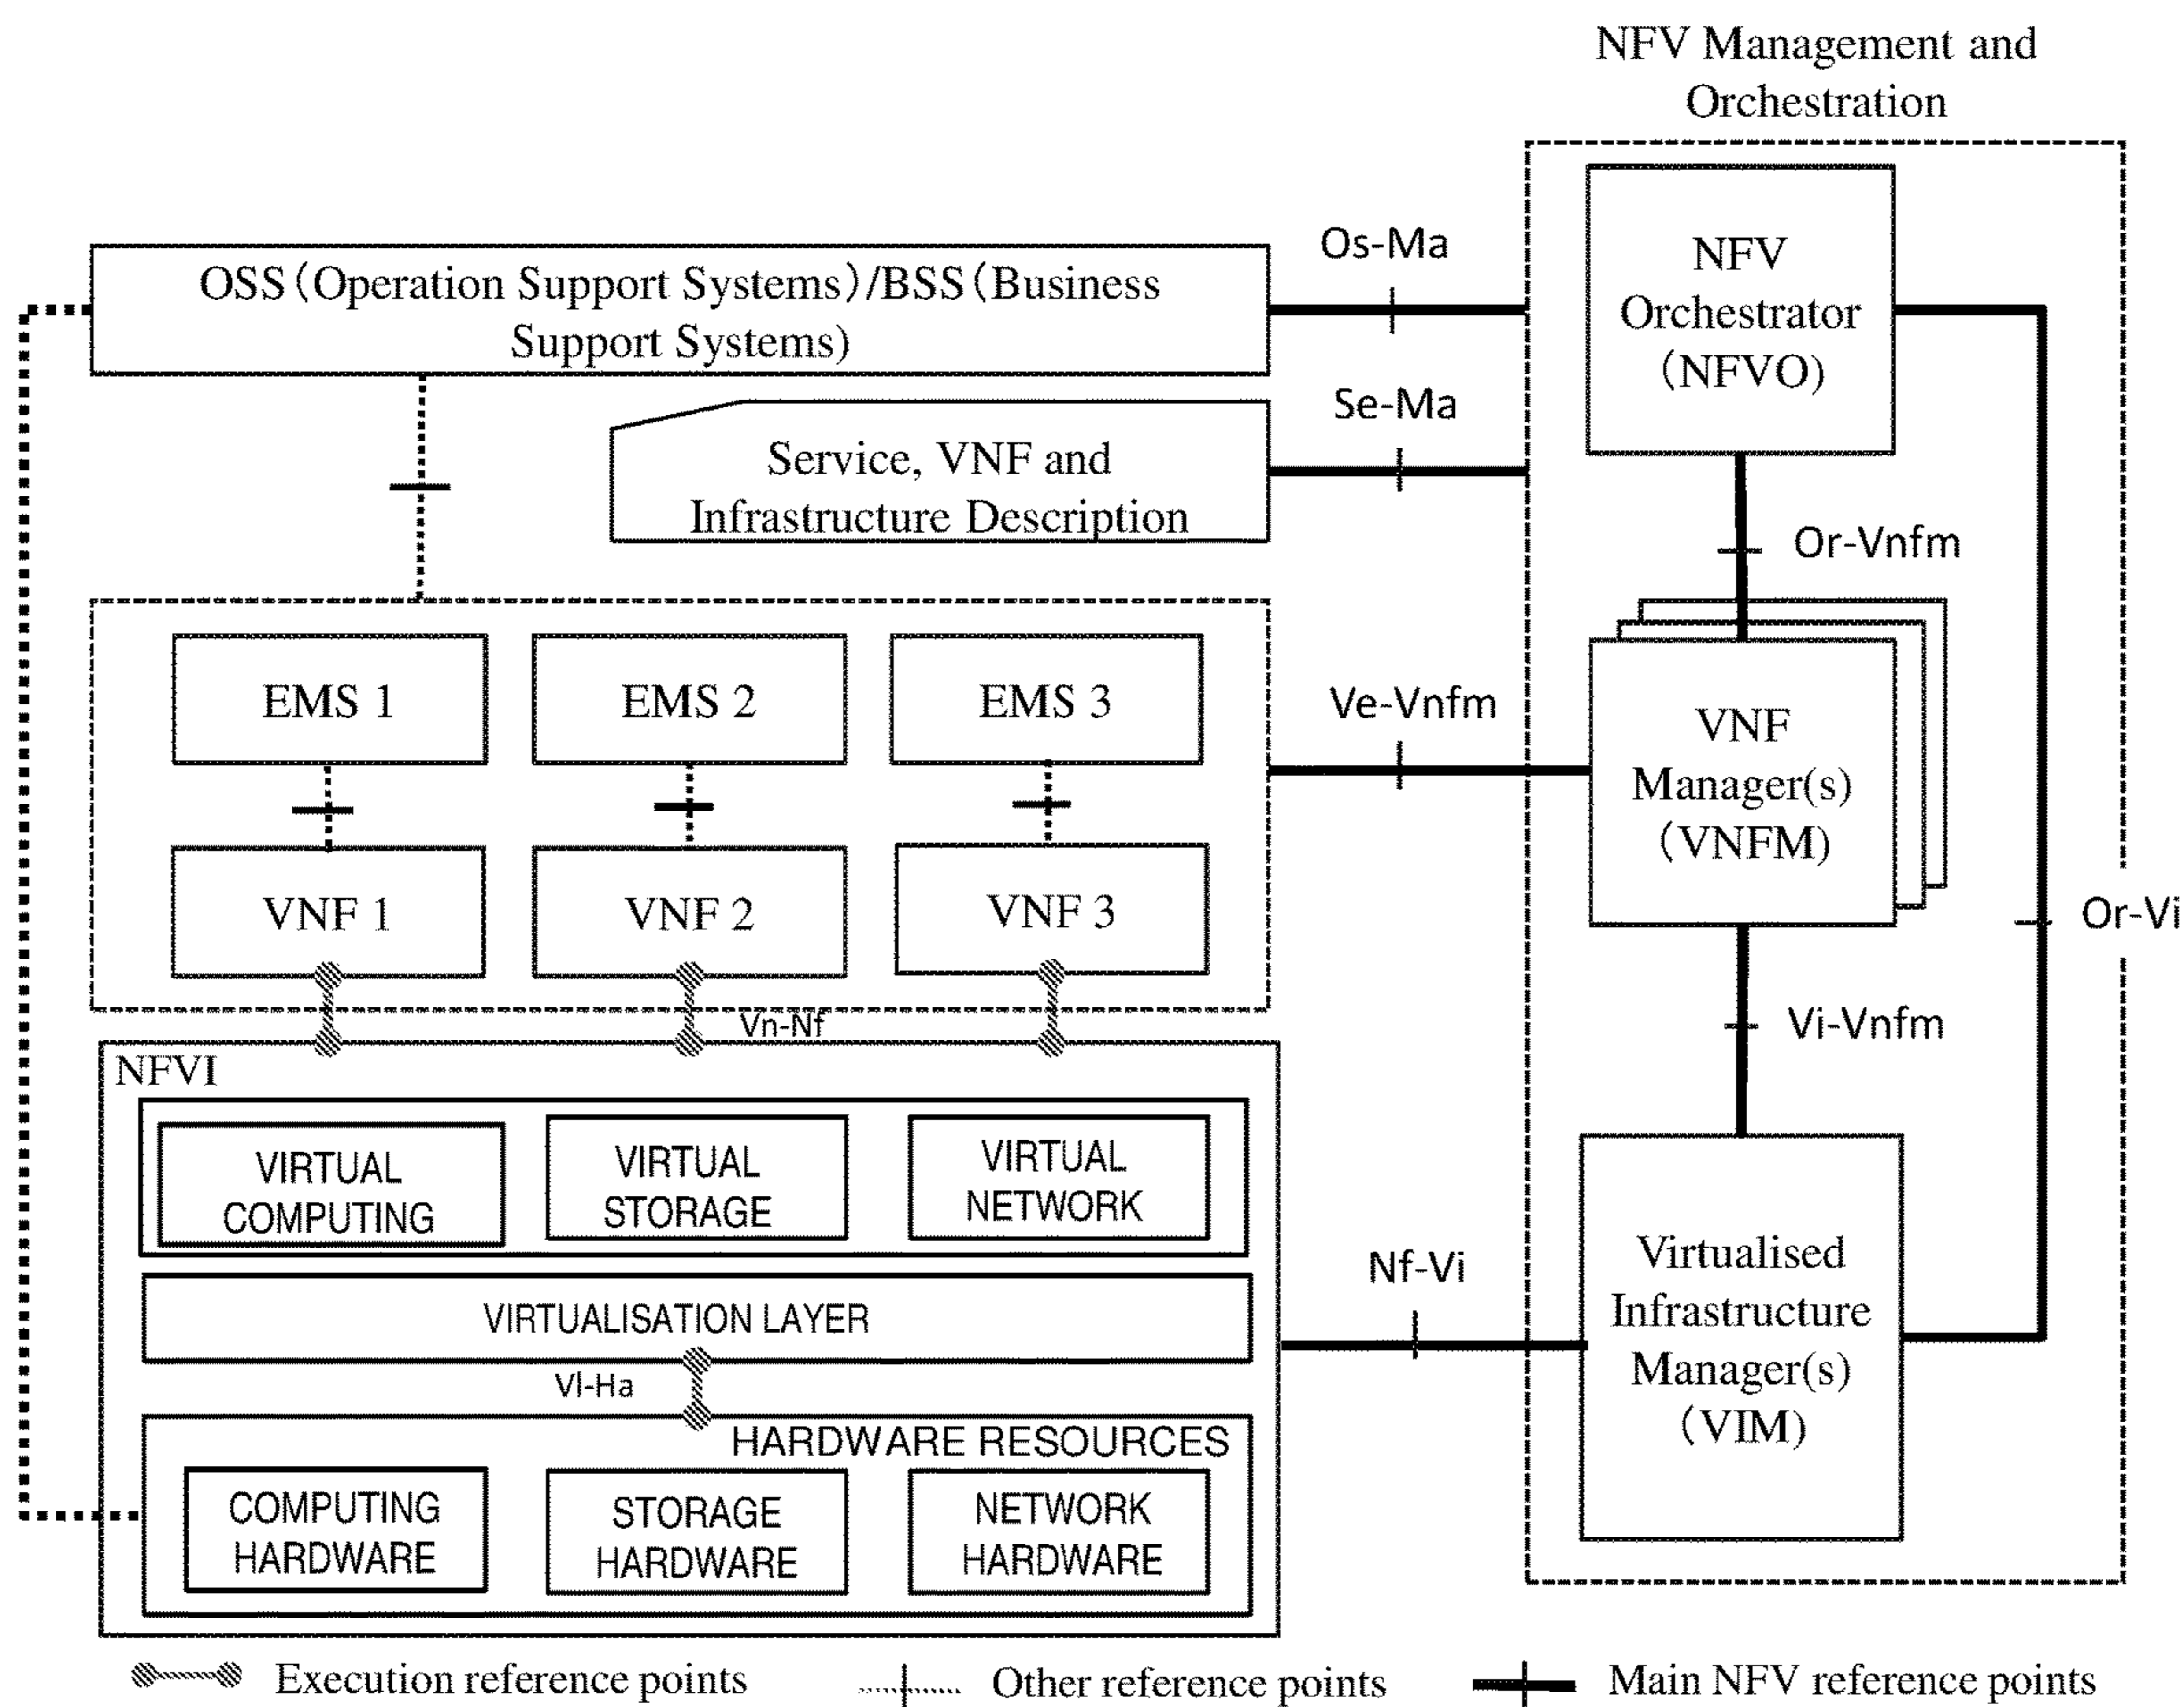 NFV Management and
Orchestration
OSS(Operation Support Systems)/BSS(Business
Support Systems)
Os-Ma
NFV
Orchestrator
(NFVO)
Service, VNF and
Infrastructure Description
Se-Ma
Or-Vnfm
EMS 1
EMS 2
EMS 3
Ve-Vnfm
VNF
Manager(s)
(VNFM)
VNF 1
VNF 2
VNF 3
Or-Vi
Vn-Nf
Vi-Vnfm
NFVI
VIRTUAL
COMPUTING
VIRTUAL
STORAGE
VIRTUAL
NETWORK
Nf-Vi
Virtualised
Infrastructure
Manager(s)
(VIM)
VIRTUALISATION LAYER
Vl-Ha
HARDWARE RESOURCES
COMPUTING
HARDWARE
STORAGE
HARDWARE
NETWORK
HARDWARE
Execution reference points
Other reference points
Main NFV reference points